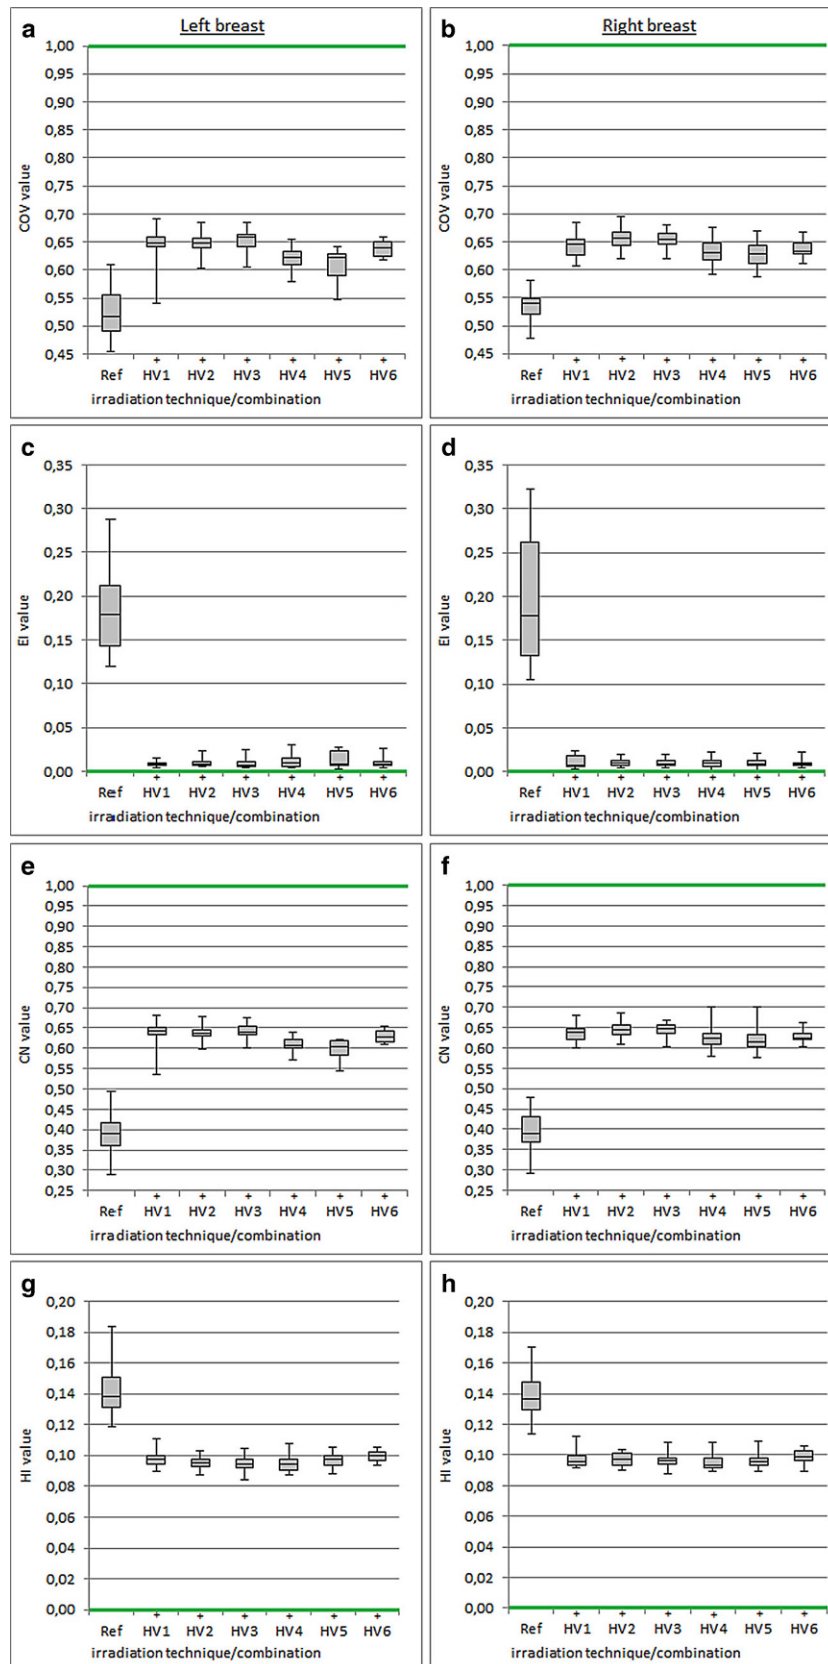 a
Left breast
1,00
0,95
0,90
0,85
0,80
0,75
0,70
0,65
0,60
0,55
0,50
0,45
COV value
+ + + + + +
Ref HV1 HV2 HV3 HV4 HV5 HV6
irradiation technique/combination
b
Right breast
1,00
0,95
0,90
0,85
0,80
0,75
0,70
0,65
0,60
0,55
0,50
0,45
COV value
+ + + + + +
Ref HV1 HV2 HV3 HV4 HV5 HV6
irradiation technique/combination
c
0,35
0,30
0,25
0,20
0,15
0,10
0,05
0,00
EI value
+ + + + + +
Ref HV1 HV2 HV3 HV4 HV5 HV6
irradiation technique/combination
d
0,35
0,30
0,25
0,20
0,15
0,10
0,05
0,00
EI value
+ + + + + +
Ref HV1 HV2 HV3 HV4 HV5 HV6
irradiation technique/combination
e
1,00
0,95
0,90
0,85
0,80
0,75
0,70
0,65
0,60
0,55
0,50
0,45
0,40
0,35
0,30
0,25
CN value
+ + + + + +
Ref HV1 HV2 HV3 HV4 HV5 HV6
irradiation technique/combination
f
1,00
0,95
0,90
0,85
0,80
0,75
0,70
0,65
0,60
0,55
0,50
0,45
0,40
0,35
0,30
0,25
CN value
+ + + + + +
Ref HV1 HV2 HV3 HV4 HV5 HV6
irradiation technique/combination
g
0,20
0,18
0,16
0,14
0,12
0,10
0,08
0,06
0,04
0,02
0,00
HI value
+ + + + + +
Ref HV1 HV2 HV3 HV4 HV5 HV6
irradiation technique/combination
h
0,20
0,18
0,16
0,14
0,12
0,10
0,08
0,06
0,04
0,02
0,00
HI value
+ + + + + +
Ref HV1 HV2 HV3 HV4 HV5 HV6
irradiation technique/combination